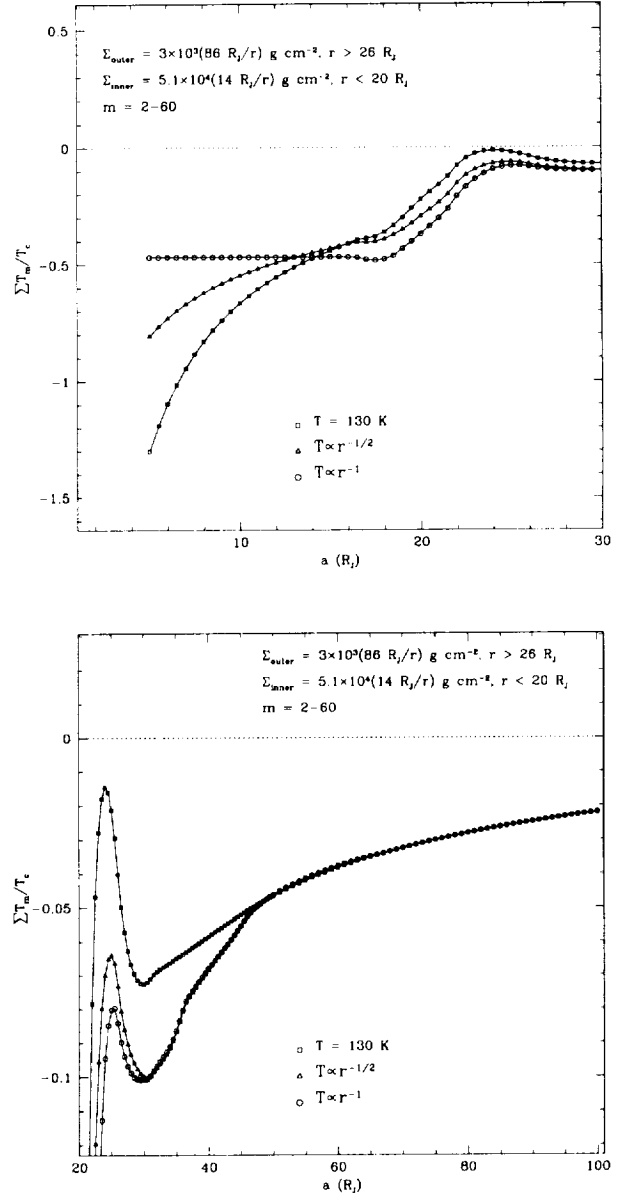 Σouter = 3×10³(86 RJ/r) g cm⁻², r > 26 RJ
Σinner = 5.1×10⁴(14 RJ/r) g cm⁻², r < 20 RJ
m = 2-60
0.5
0
-0.5
-1
-1.5
ΣTm/Tc
T = 130 K
T∝r⁻¹/²
T∝r⁻¹
10
20
30
a (RJ)
Σouter = 3×10³(86 RJ/r) g cm⁻², r > 26 RJ
Σinner = 5.1×10⁴(14 RJ/r) g cm⁻², r < 20 RJ
m = 2-60
0
-0.05
-0.1
ΣTm/Tc
T = 130 K
T∝r⁻¹/²
T∝r⁻¹
20
40
60
80
100
a (RJ)